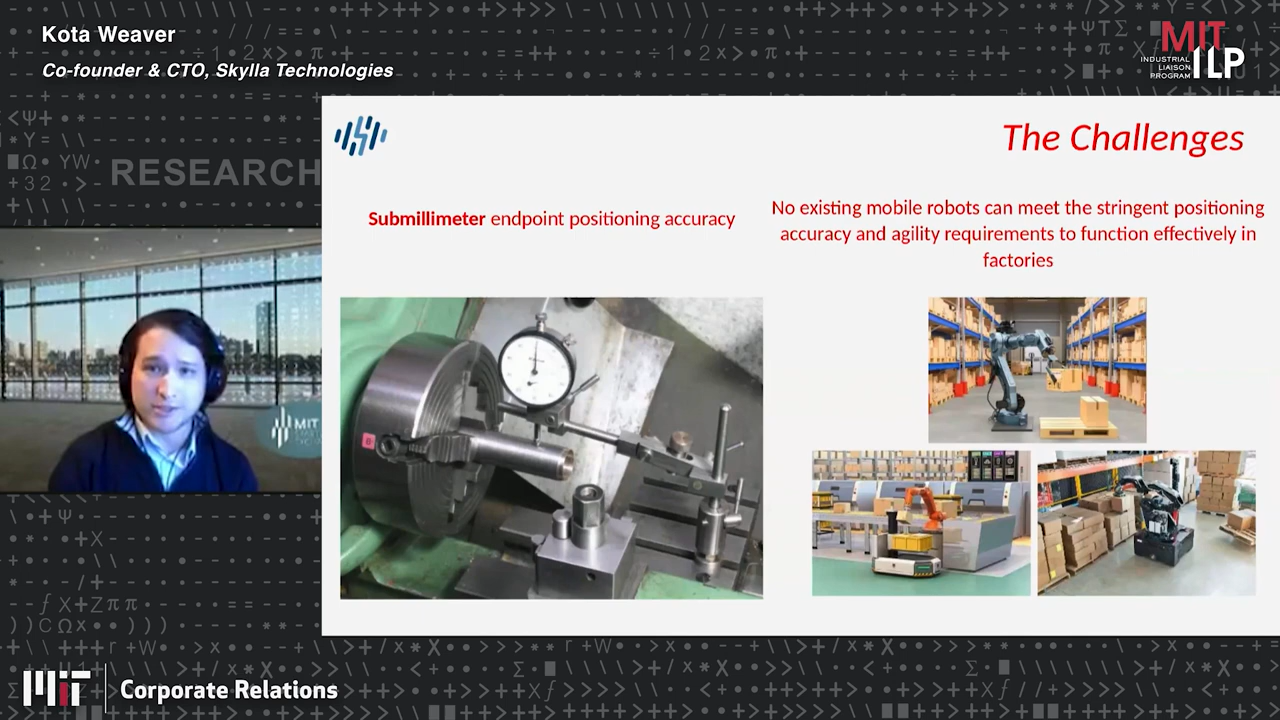 Kota Weaver
Co-founder & CTO, Skylla Technologies
MIT
INDUSTRIAL
LIAISON
PROGRAM
ILP
RESEARCH
The Challenges
Submillimeter endpoint positioning accuracy
No existing mobile robots can meet the stringent positioning
accuracy and agility requirements to function effectively in
factories
MIT
MIT
Corporate Relations